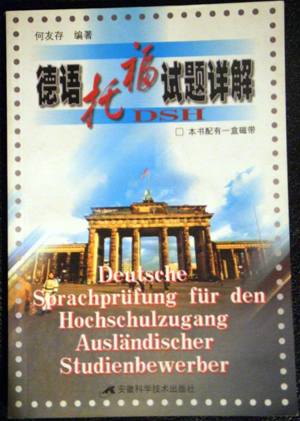 何友存 编著
德语托福试题详解
DSH
□ 本书配有一盒磁带
Deutsche
Sprachprüfung für den
Hochschulzugang
Ausländischer
Studienbewerber
安徽科学技术出版社